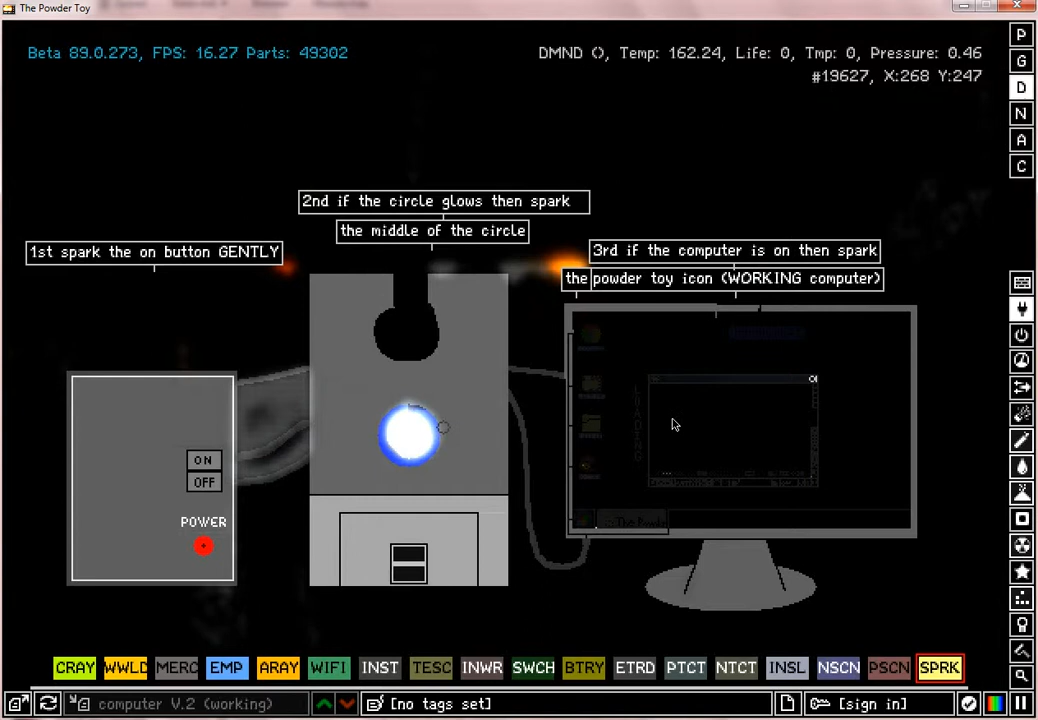 The Powder Toy
Beta 89.0.273, FPS: 16.27 Parts: 49302
DMND (), Temp: 162.24, Life: 0, Tmp: 0, Pressure: 0.46
#19627, X:268 Y:247
P
G
D
N
A
C
2nd if the circle glows then spark
the middle of the circle
1st spark the on button GENTLY
3rd if the computer is on then spark
the powder toy icon (WORKING computer)
LOADING
ON
OFF
POWER
The Powde
CRAY WWLD MERC EMP ARAY WIFI INST TESC INWR SWCH BTRY ETRD PTCT NTCT INSL NSCN PSCN SPRK
computer V.2 (working) [no tags set] [sign in]